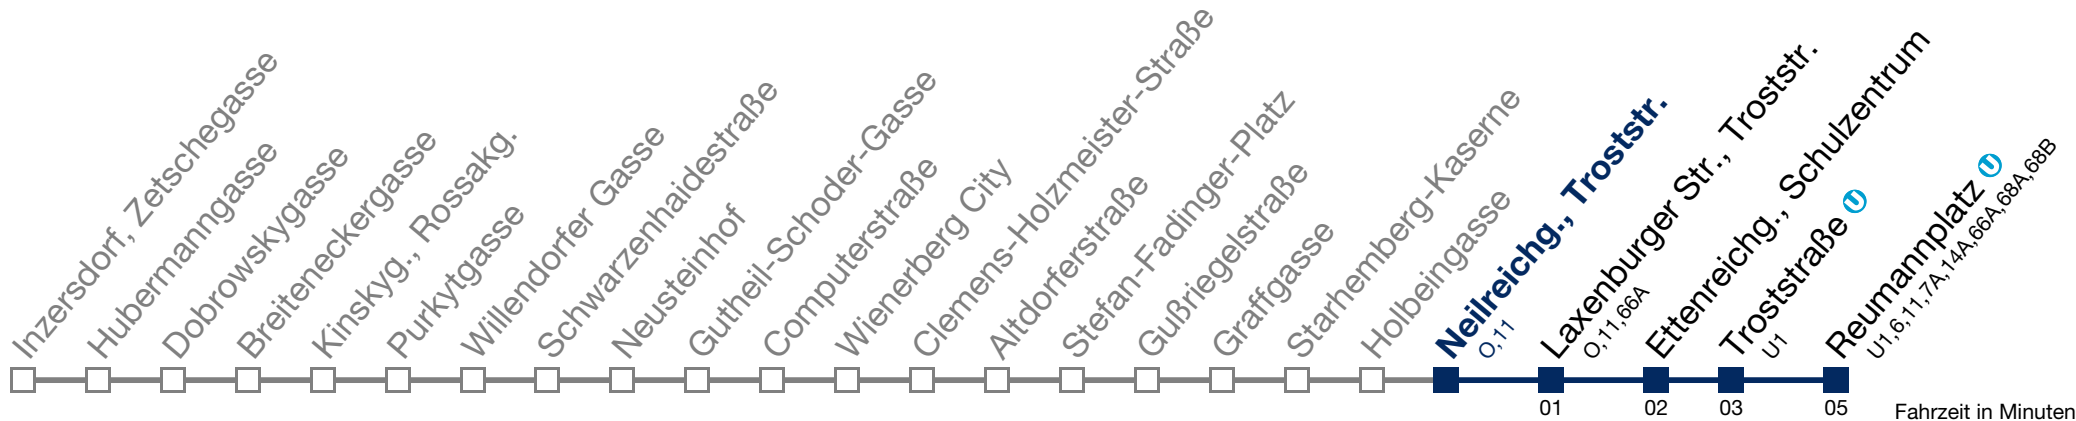 Inzersdorf, Zetschegasse
Hubermanngasse
Dobrowskygasse
Breiteneckergasse
Kinskyg., Rossakg.
Purkytgasse
Willendorfer Gasse
Schwarzenhaidestraße
Neusteinhof
Gutheil-Schoder-Gasse
Computerstraße
Wienerberg City
Clemens-Holzmeister-Straße
Altdorferstraße
Stefan-Fadinger-Platz
Gußriegelstraße
Graffgasse
Starhemberg-Kaserne
Holbeingasse
Neilreichg., Troststr.
O,11
Laxenburger Str., Troststr.
O,11,66A
Ettenreichg., Schulzentrum
Troststraße U
U1
Reumannplatz U
U1,6,11,7A,14A,66A,68A,68B
01 02 03 05
Fahrzeit in Minuten